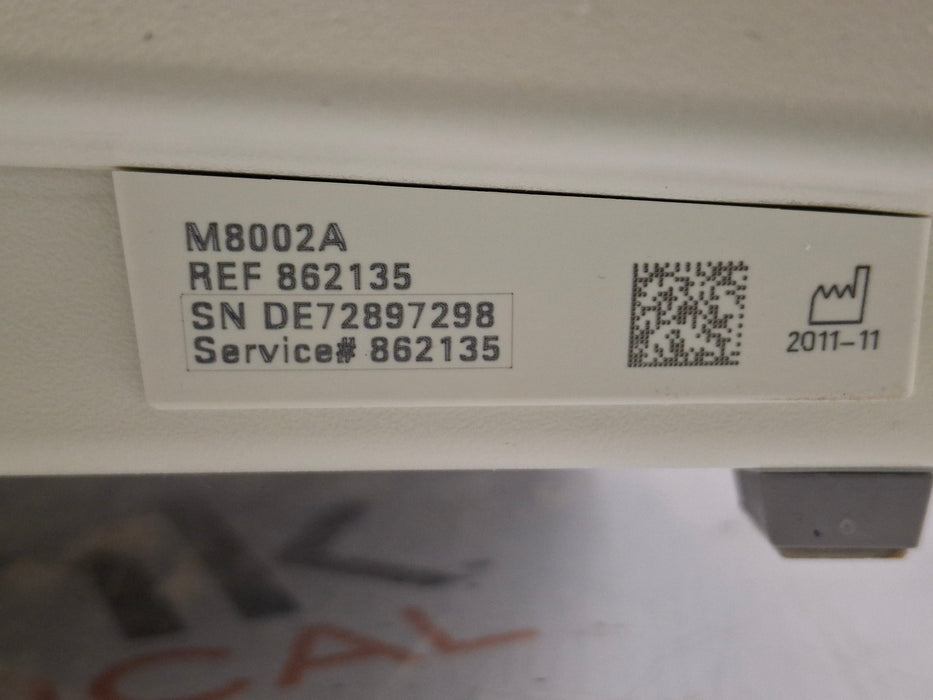 M8002A
REF 862135
SN DE72897298
Service# 862135
2011-11